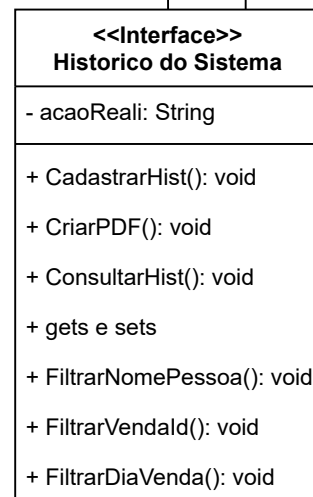 <<Interface>>
Historico do Sistema
- acaoReali: String
+ CadastrarHist(): void
+ CriarPDF(): void
+ ConsultarHist(): void
+ gets e sets
+ FiltrarNomePessoa(): void
+ FiltrarVendaId(): void
+ FiltrarDiaVenda(): void